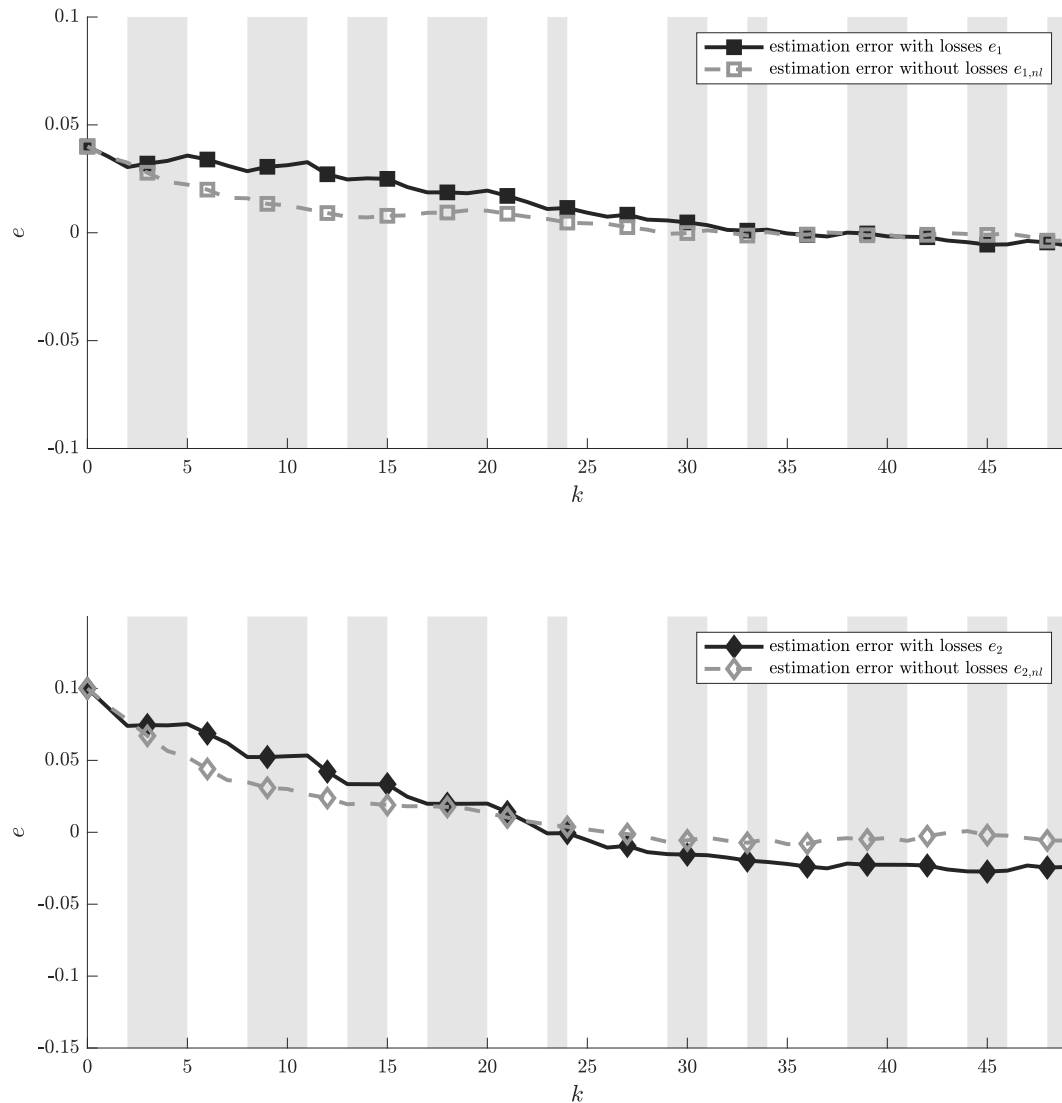 0.1
estimation error with losses e₁
estimation error without losses e₁,ₙₗ
0.05
e
0
-0.05
-0.1
0 5 10 15 20 25 30 35 40 45
k
estimation error with losses e₂
estimation error without losses e₂,ₙₗ
0.1
0.05
e
0
-0.05
-0.1
-0.15
0 5 10 15 20 25 30 35 40 45
k